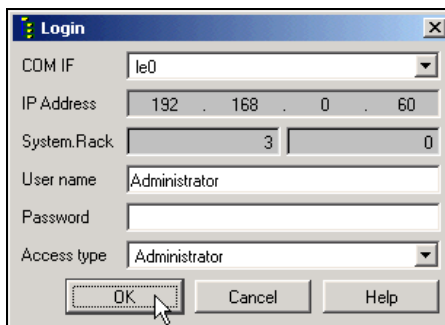 Login
COM IF le0
IP Address 192 . 168 . 0 . 60
System.Rack 3 0
User name Administrator
Password
Access type Administrator
OK Cancel Help